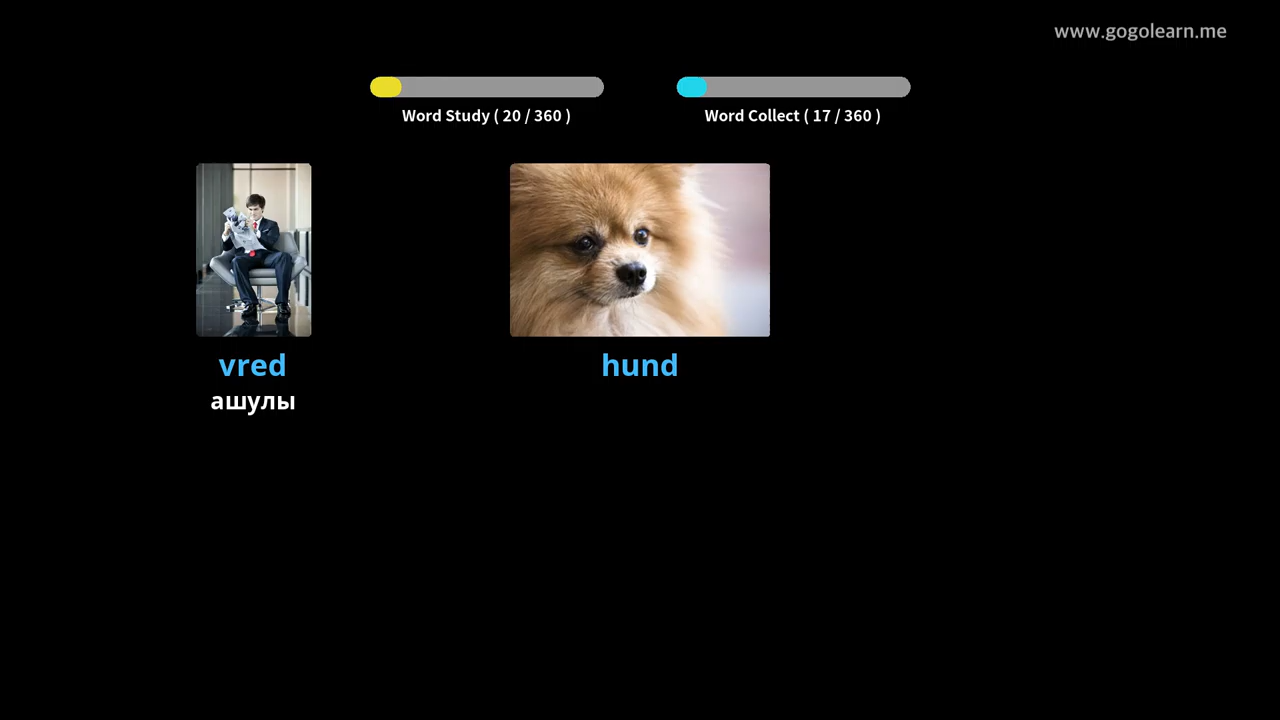 www.gogolearn.me
Word Study ( 20 / 360 )
Word Collect ( 17 / 360 )
vred
hund
ашулы